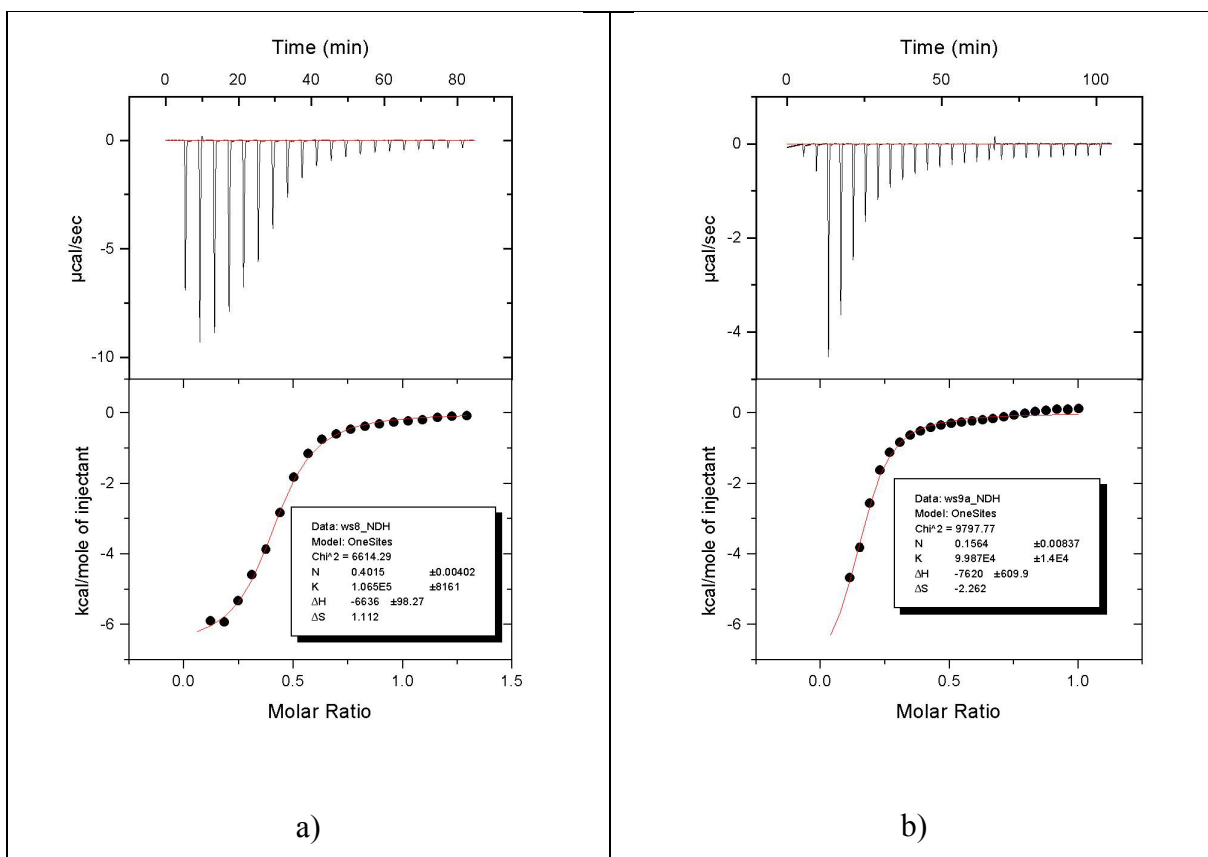 Time (min)
0 20 40 60 80
0
-5
-10
µcal/sec
0
-2
-4
-6
kcal/mole of injectant
Data: ws8_NDH
Model: OneSites
Chi^2 = 6614.29
N 0.4015 ±0.00402
K 1.065E5 ±8161
ΔH -6636 ±98.27
ΔS 1.112
0.0 0.5 1.0 1.5
Molar Ratio
a)
Time (min)
0 50 100
0
-2
-4
µcal/sec
0
-2
-4
-6
kcal/mole of injectant
Data: ws9a_NDH
Model: OneSites
Chi^2 = 9797.77
N 0.1564 ±0.00837
K 9.987E4 ±1.4E4
ΔH -7620 ±609.9
ΔS -2.262
0.0 0.5 1.0
Molar Ratio
b)